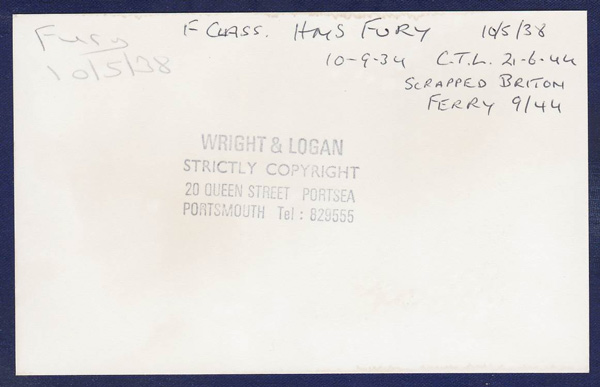 Fury
10/5/38
F CLASS. HMS FURY 10/5/38
10-9-34 C.T.L. 21-6-44
SCRAPPED BRITON
FERRY 9/44
WRIGHT & LOGAN
STRICTLY COPYRIGHT
20 QUEEN STREET PORTSEA
PORTSMOUTH Tel : 829555